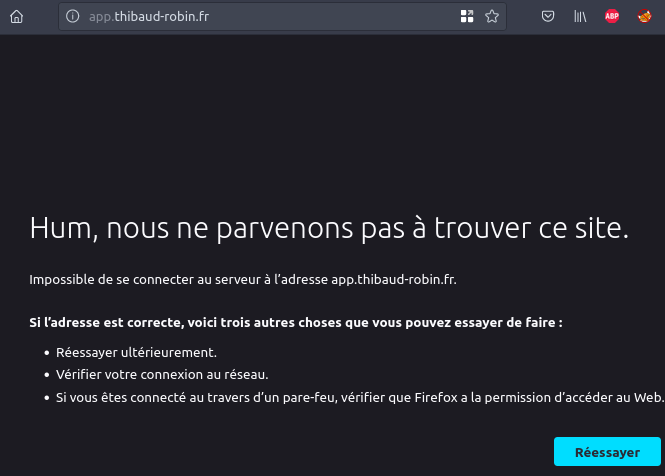 app.thibaud-robin.fr
ABP
Hum, nous ne parvenons pas à trouver ce site.
Impossible de se connecter au serveur à l’adresse app.thibaud-robin.fr.
Si l’adresse est correcte, voici trois autres choses que vous pouvez essayer de faire :
• Réessayer ultérieurement.
• Vérifier votre connexion au réseau.
• Si vous êtes connecté au travers d’un pare-feu, vérifier que Firefox a la permission d’accéder au Web.
Réessayer